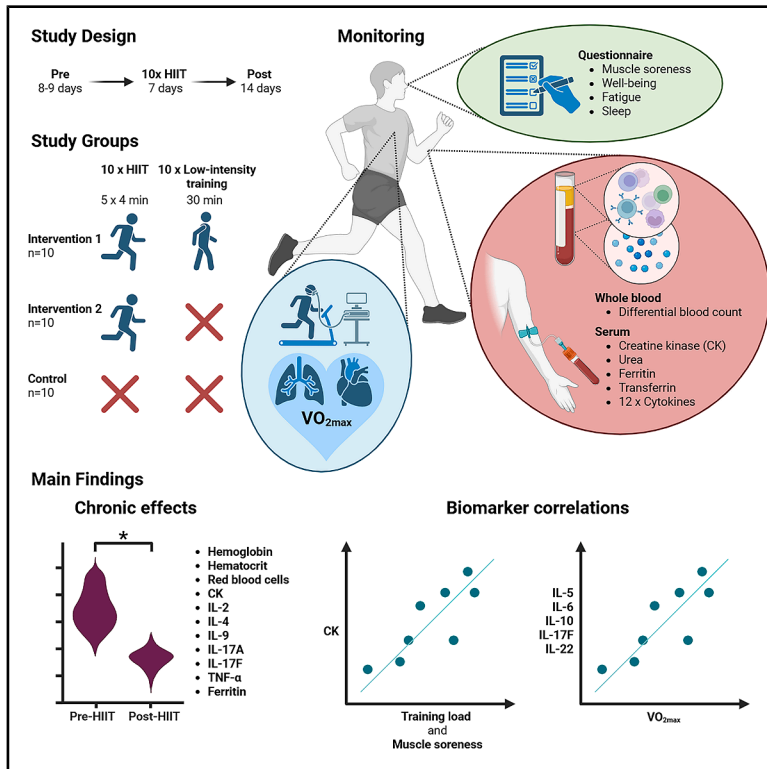 Study Design
Pre
8-9 days
10x HIIT
7 days
Post
14 days
Study Groups
10 x HIIT
5 x 4 min
10 x Low-intensity
training
30 min
Intervention 1
n=10
Intervention 2
n=10
Control
n=10
Monitoring
Questionnaire
• Muscle soreness
• Well-being
• Fatigue
• Sleep
VO2max
Whole blood
• Differential blood count
Serum
• Creatine kinase (CK)
• Urea
• Ferritin
• Transferrin
• 12 x Cytokines
Main Findings
Chronic effects
*
Pre-HIIT
Post-HIIT
• Hemoglobin
• Hematocrit
• Red blood cells
• CK
• IL-2
• IL-4
• IL-9
• IL-17A
• IL-17F
• TNF-α
• Ferritin
Biomarker correlations
CK
Training load
and
Muscle soreness
IL-5
IL-6
IL-10
IL-17F
IL-22
VO2max